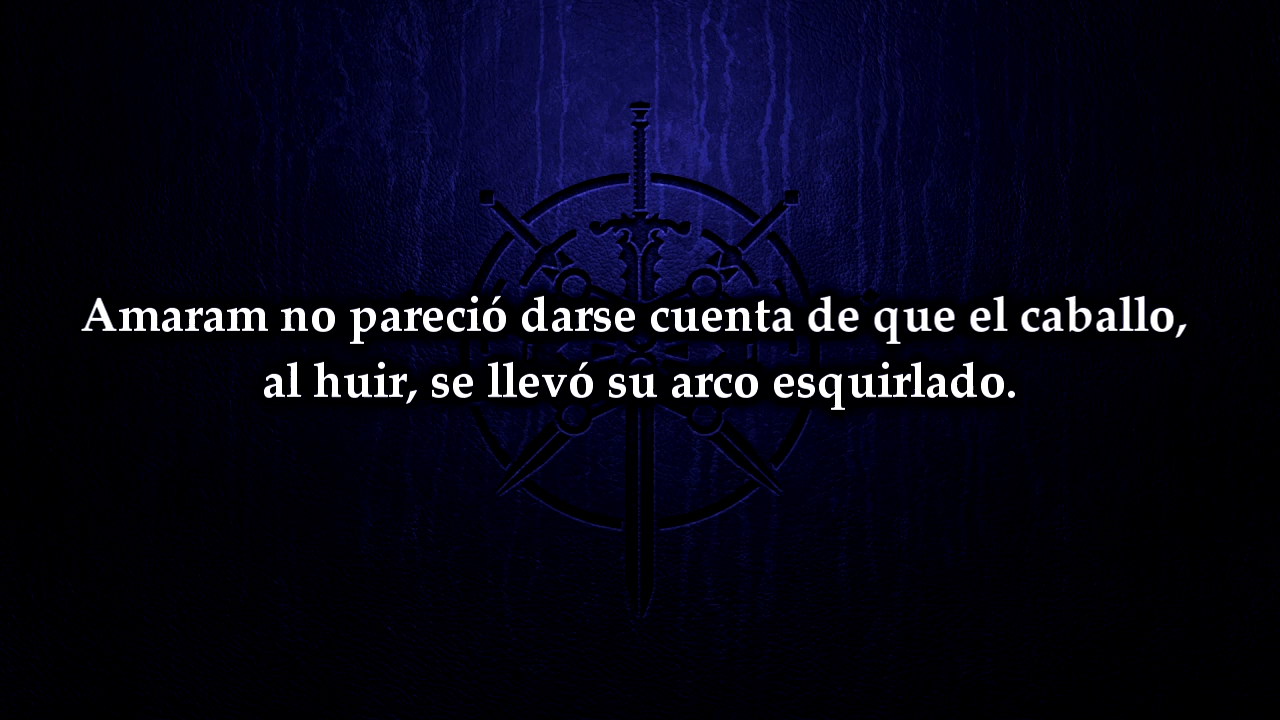 Amaram no pareció darse cuenta de que el caballo,
al huir, se llevó su arco esquirlado.